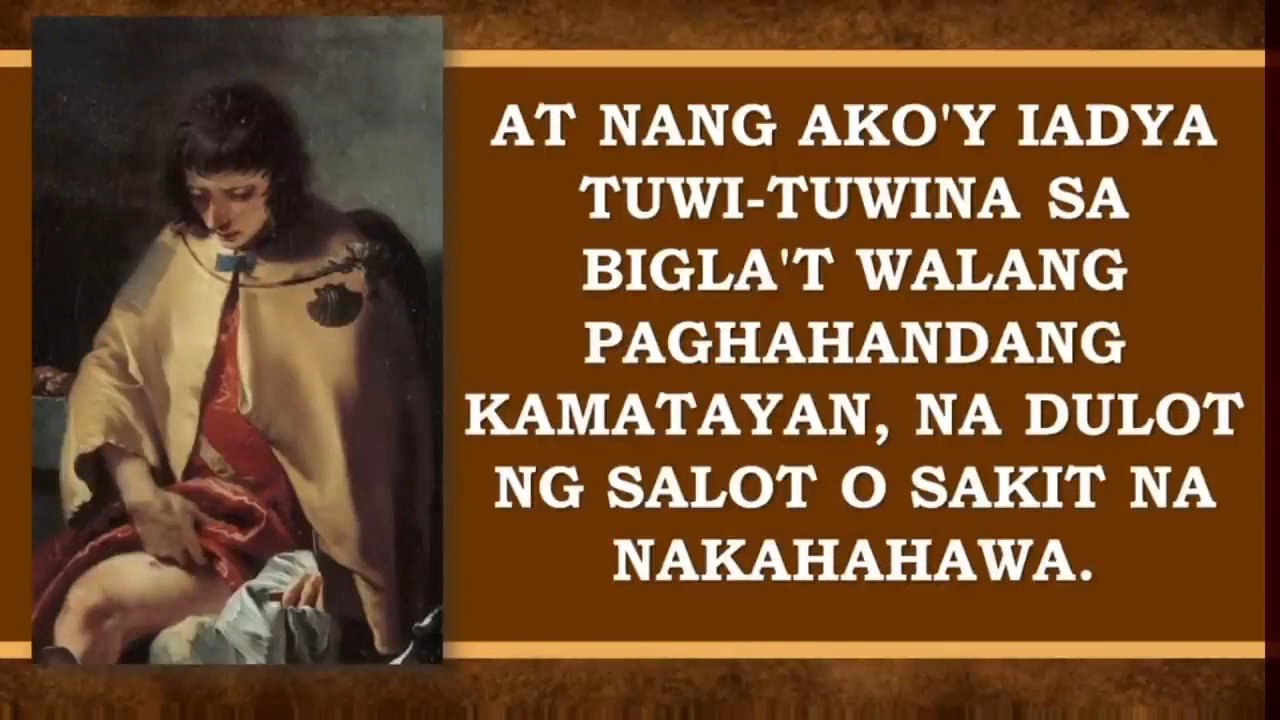 AT NANG AKO'Y IADYA
TUWI-TUWINA SA
BIGLA'T WALANG
PAGHAHANDANG
KAMATAYAN, NA DULOT
NG SALOT O SAKIT NA
NAKAHAHAWA.